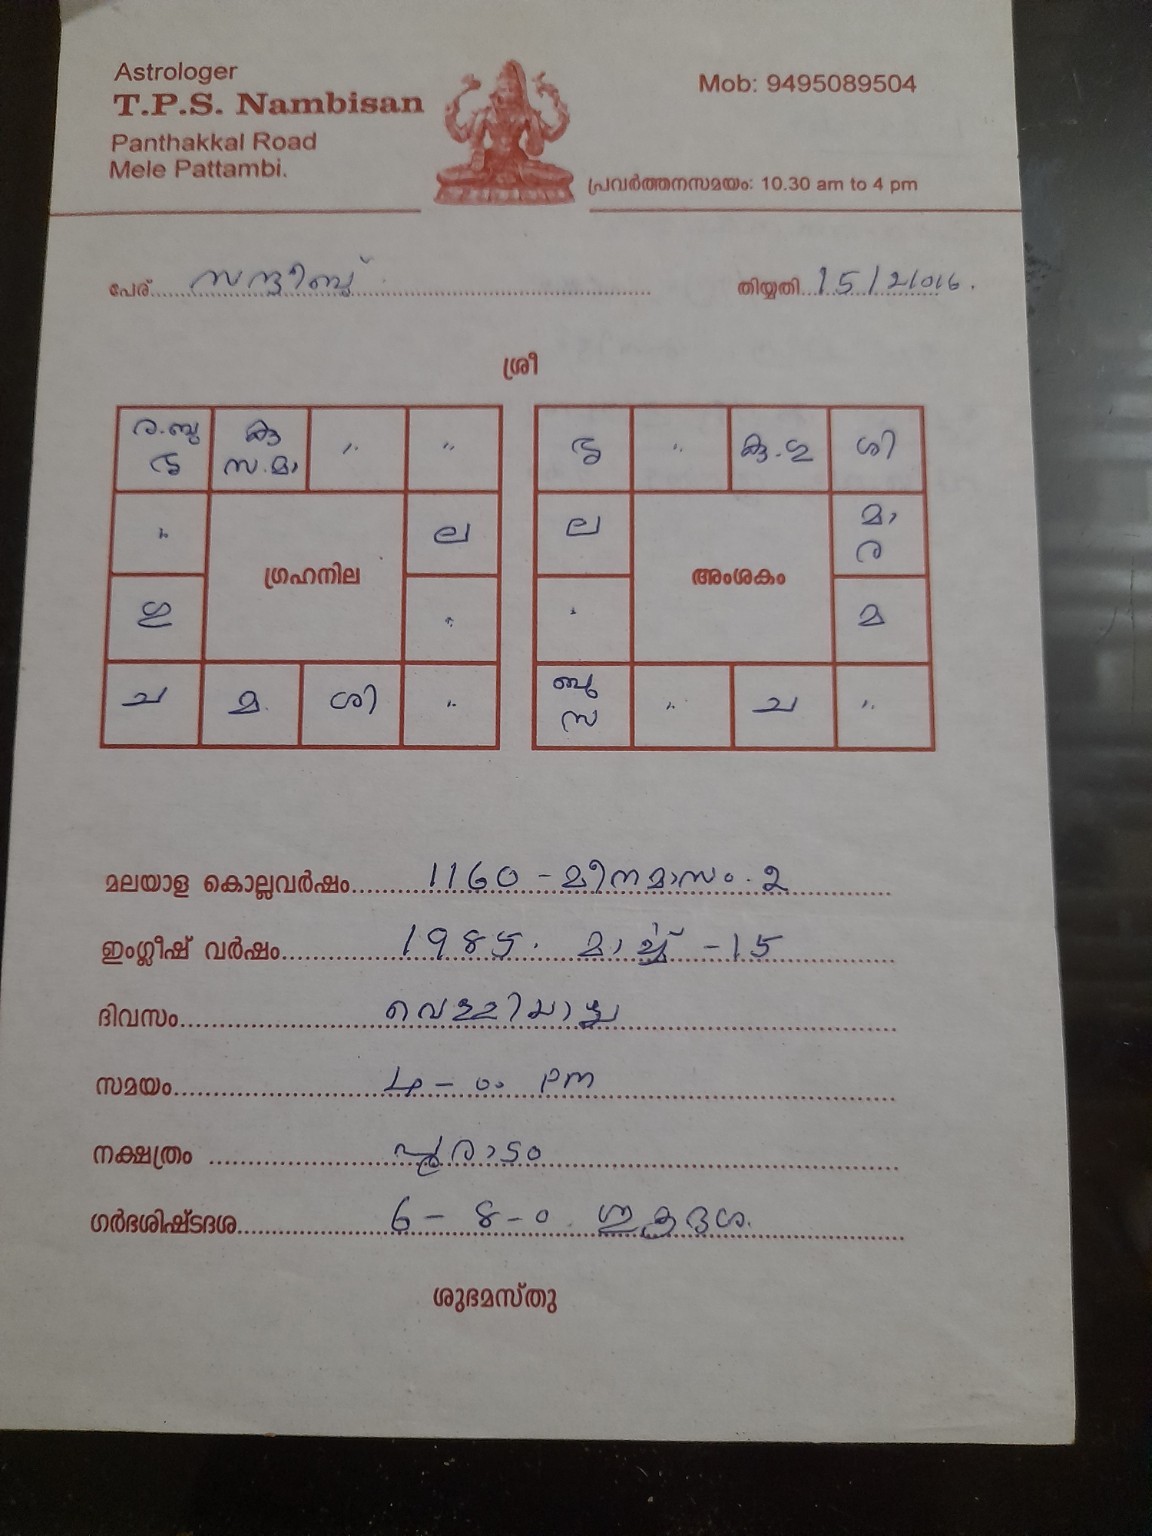 Astrologer
T.P.S. Nambisan
Panthakkal Road
Mele Pattambi.
Mob: 9495089504
പ്രവർത്തനസമയം: 10.30 am to 4 pm
പേര് സന്ദീബ്
തിയ്യതി 15/2/016.
ശ്രീ
ര.ബു
കു
സ.മാ
ല
ഗ്രഹനില
ഗു
ച മ. ശി
ശി
ല
മാ
ര
അംശകം
മ
ബു
സ
ച
മലയാള കൊല്ലവർഷം 1160 - മീനമാസം. 2
ഇംഗ്ലീഷ് വർഷം 1985. മാർച്ച് - 15
ദിവസം വെള്ളിയാഴ്ച
സമയം 4 - 00 PM
നക്ഷത്രം പൂരാടം
ഗർദശിഷ്ടദശ 6 - 8 - 0 ശുക്രദശ.
ശുഭമസ്തു